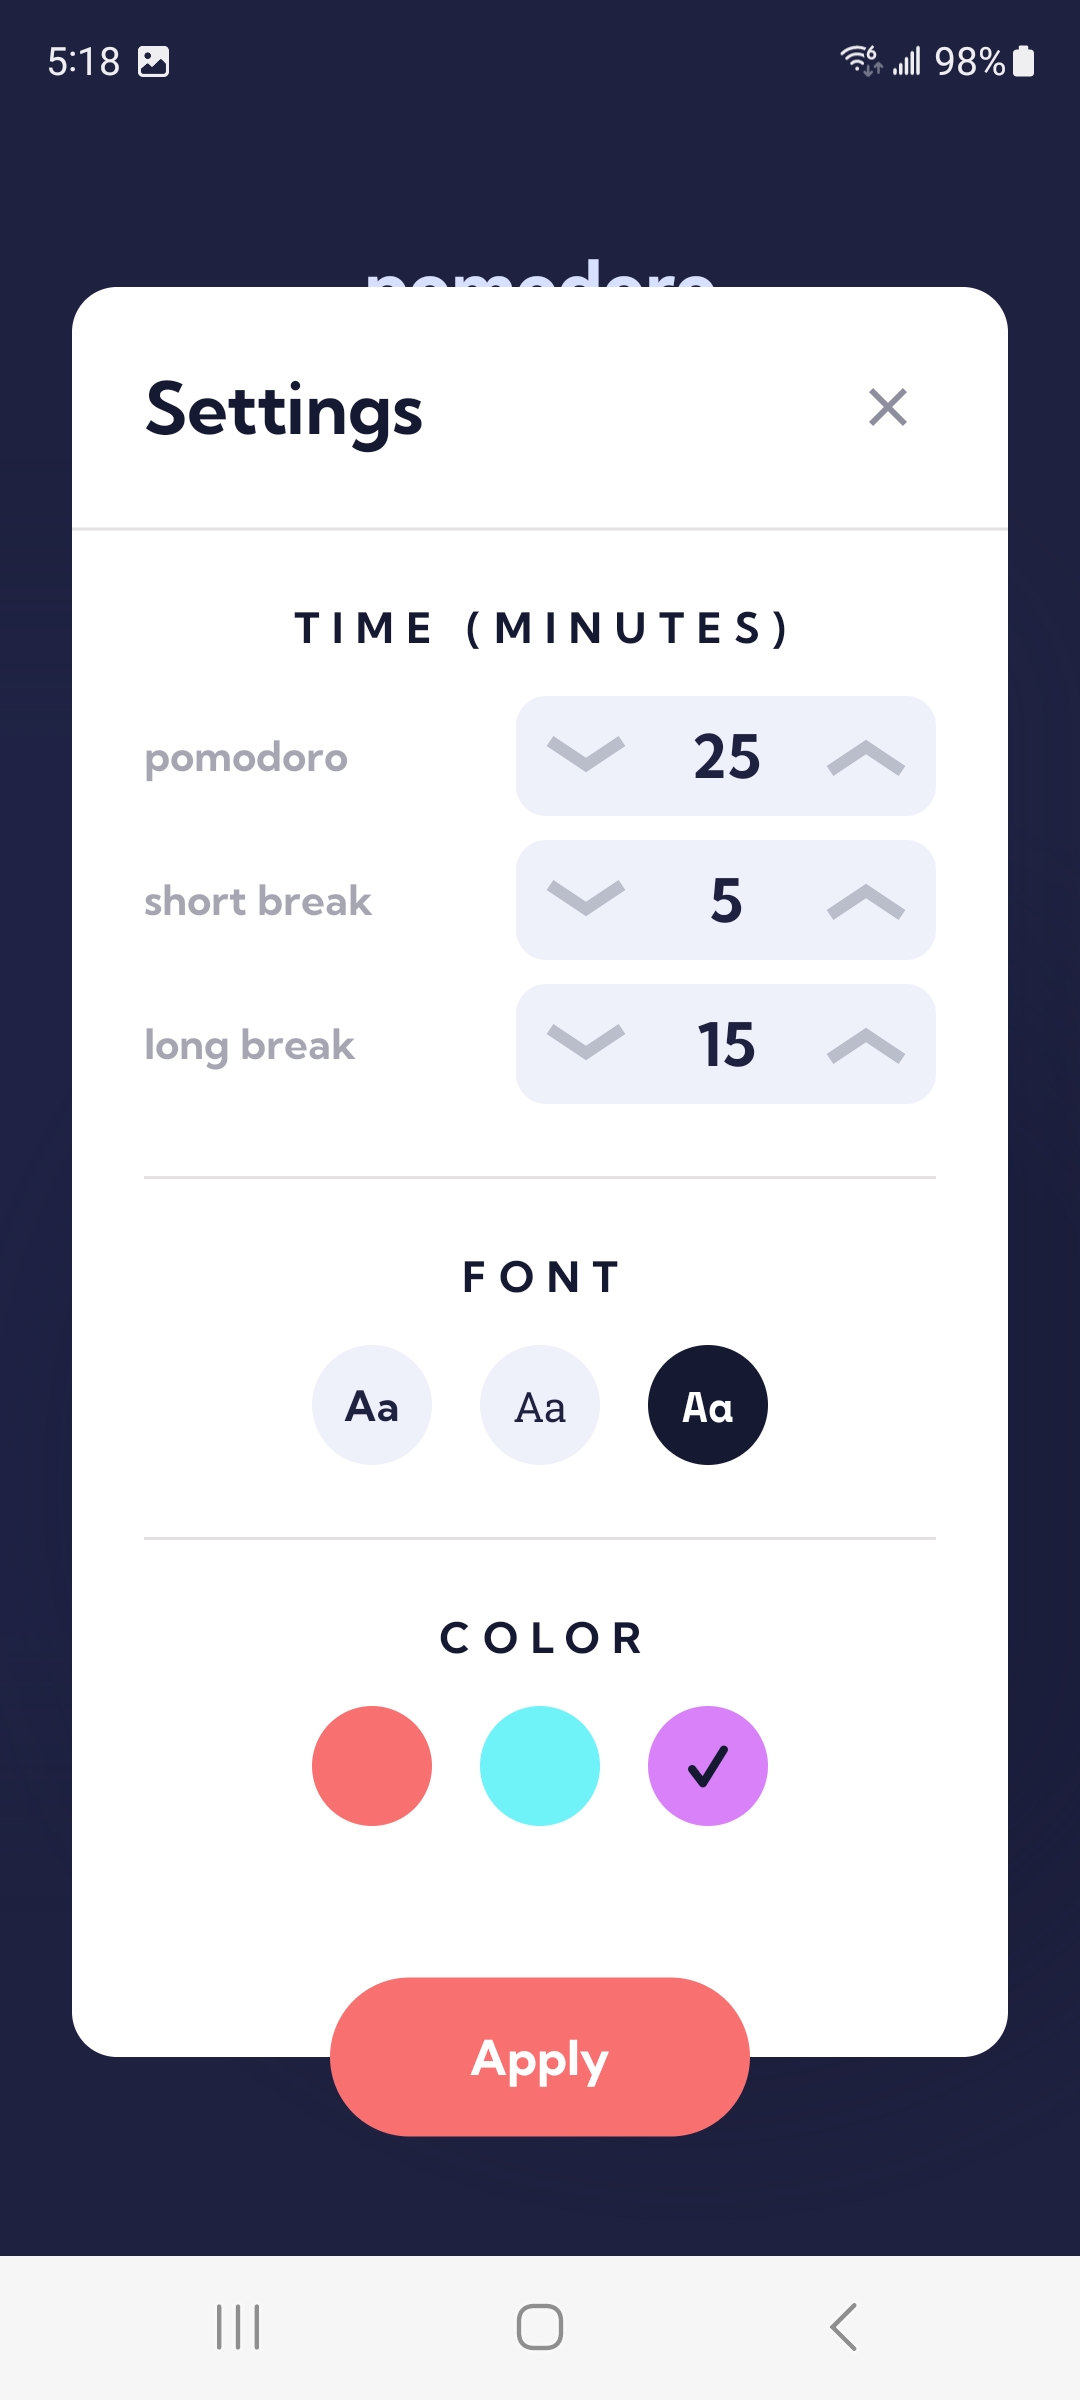 5:18 98%
pomodoro
Settings
TIME (MINUTES)
pomodoro 25
short break 5
long break 15
FONT
Aa Aa Aa
COLOR
Apply